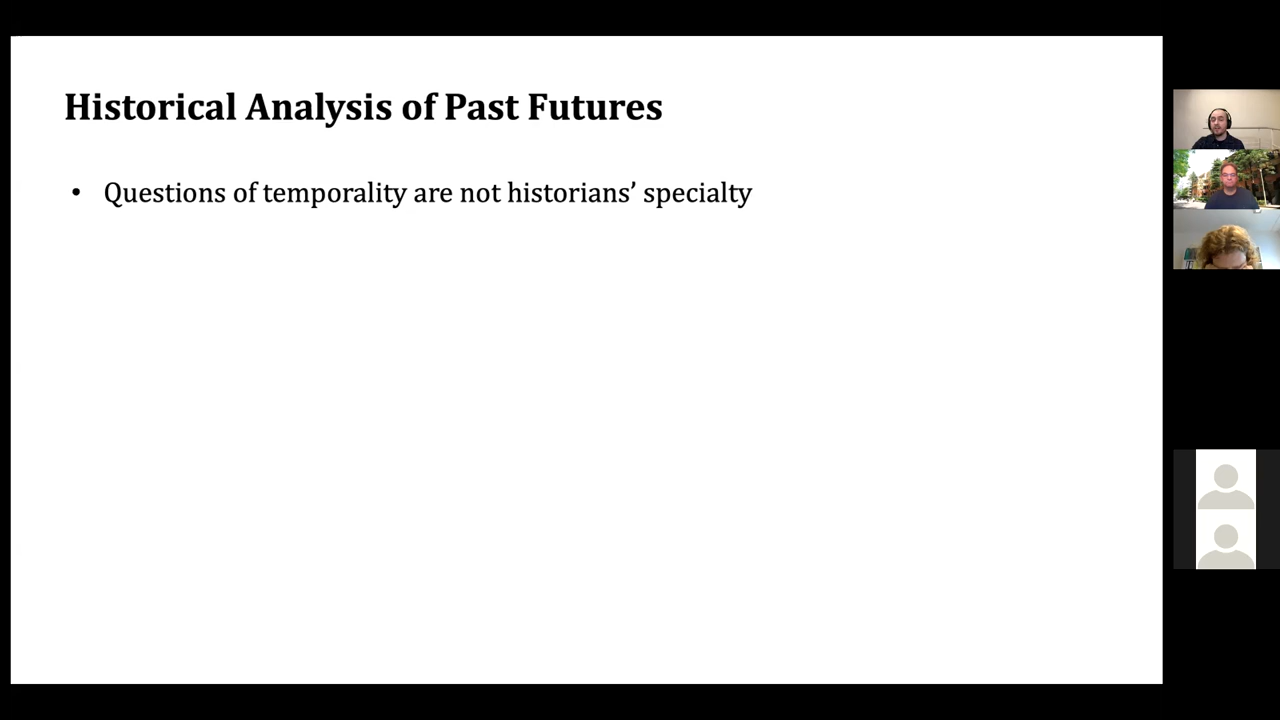 Historical Analysis of Past Futures
• Questions of temporality are not historians’ specialty